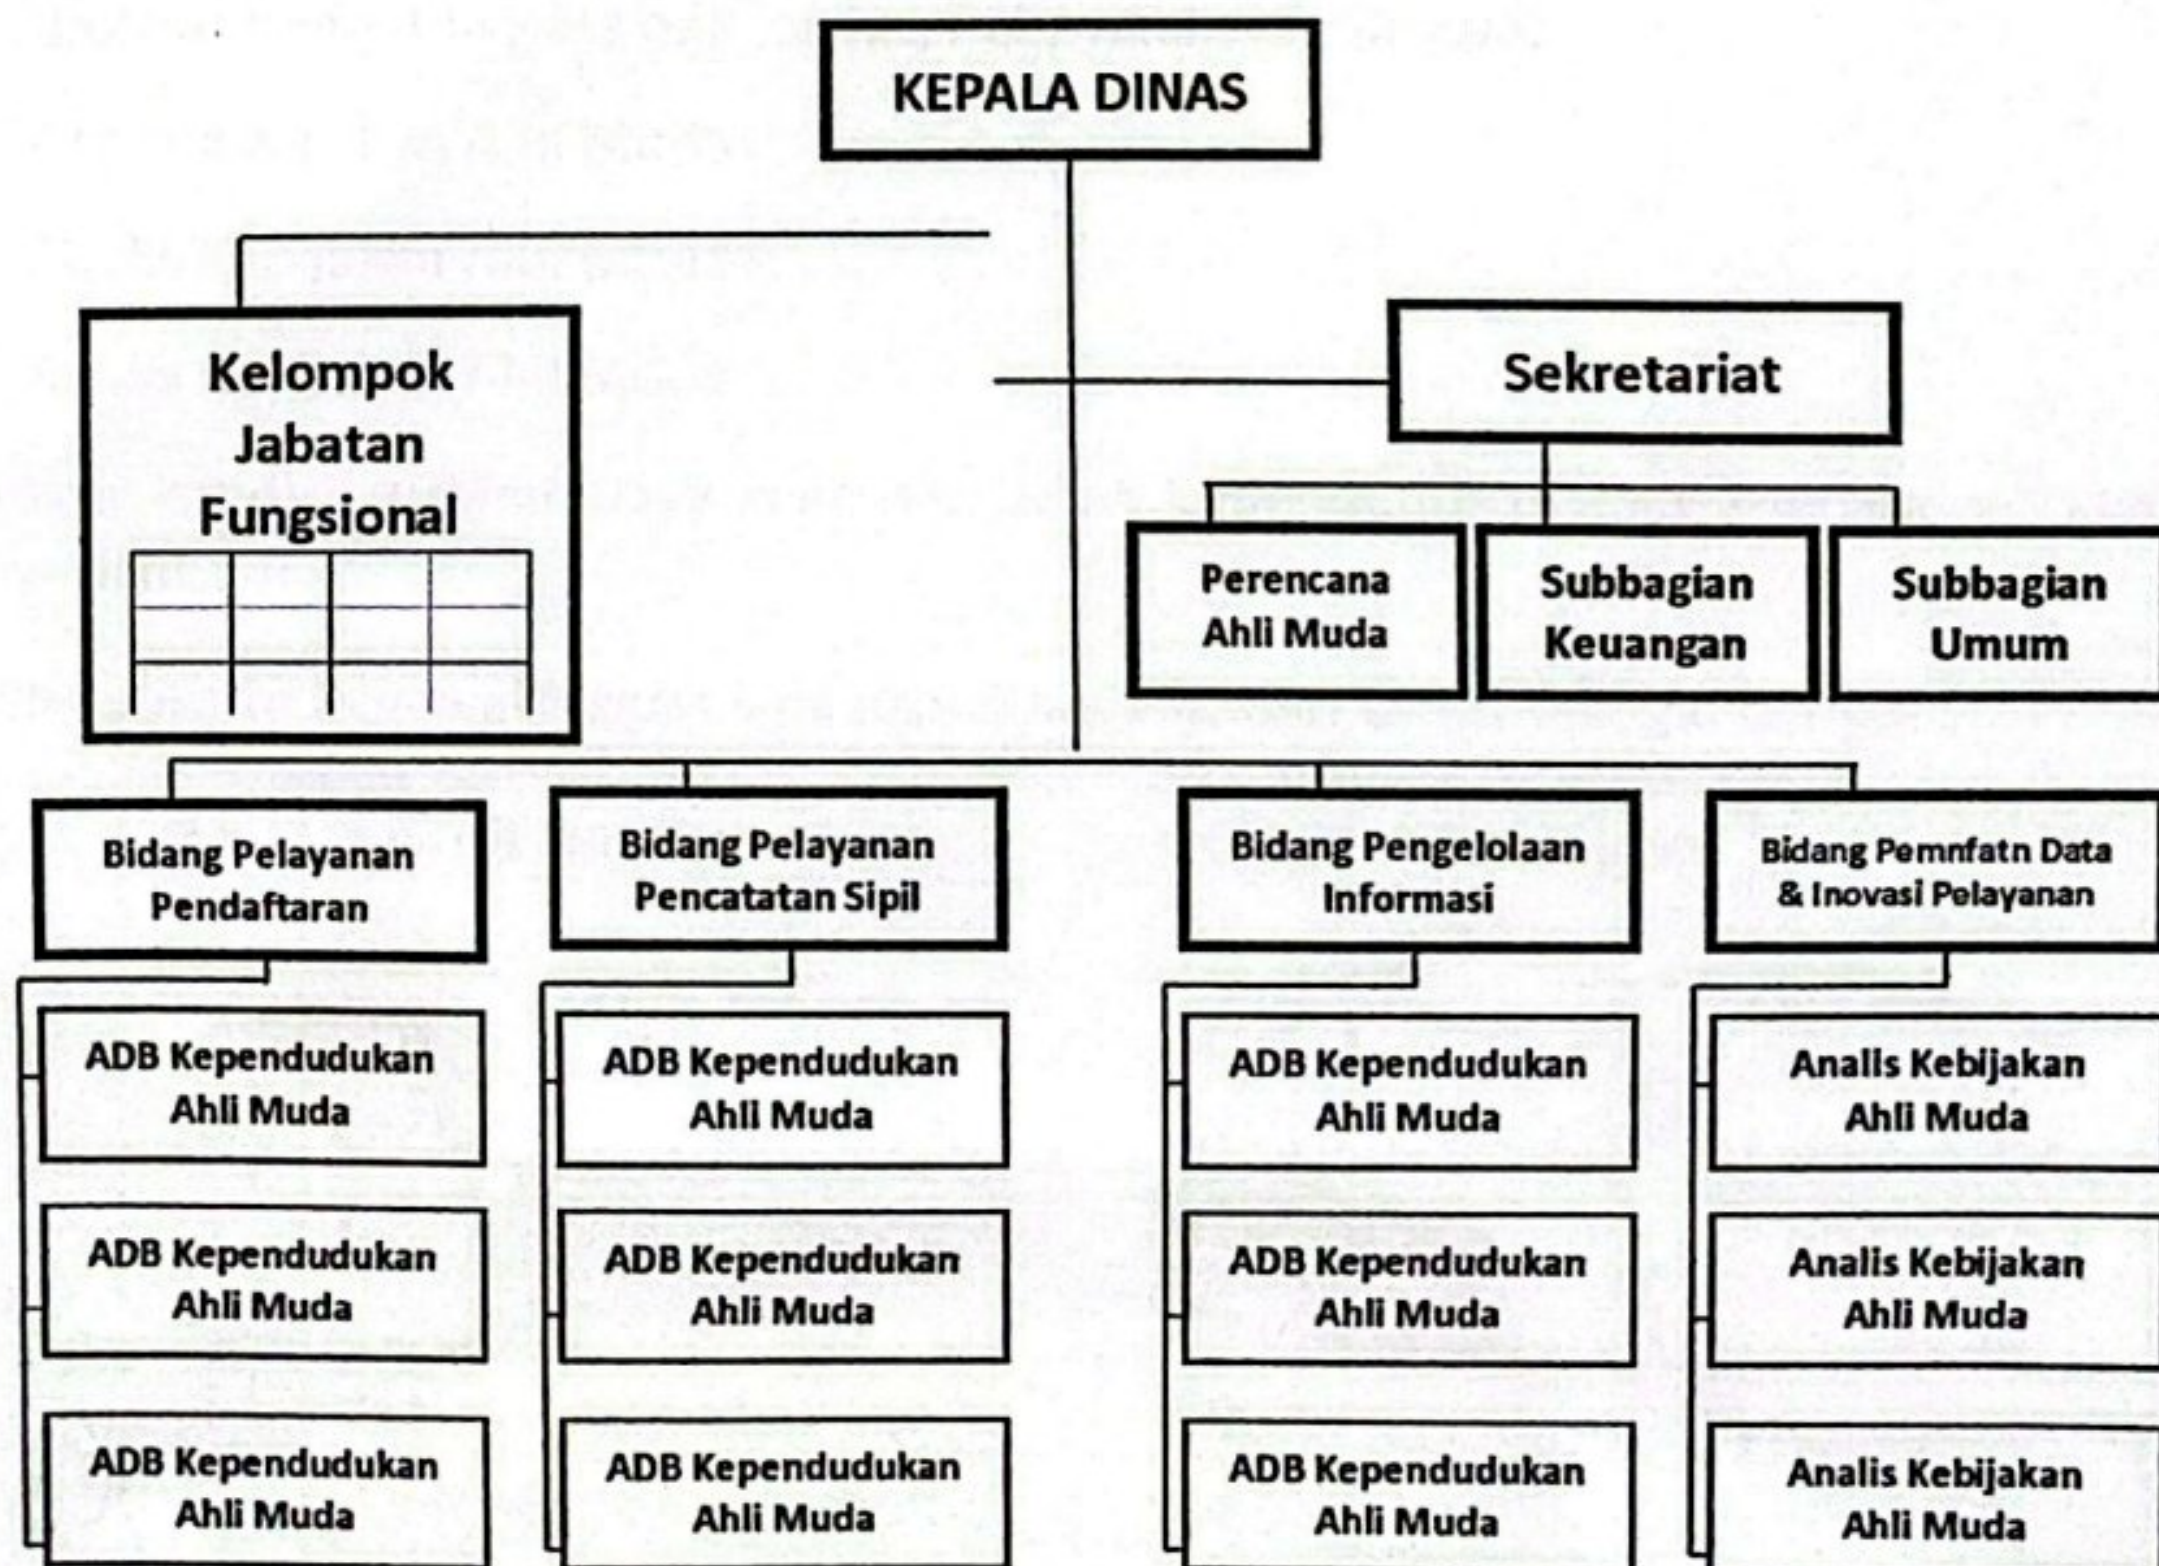 KEPALA DINAS
Kelompok
Jabatan
Fungsional
Sekretariat
Perencana
Ahli Muda
Subbagian
Keuangan
Subbagian
Umum
Bidang Pelayanan
Pendaftaran
Bidang Pelayanan
Pencatatan Sipil
Bidang Pengelolaan
Informasi
Bidang Pemnfatn Data
& Inovasi Pelayanan
ADB Kependudukan
Ahli Muda
ADB Kependudukan
Ahli Muda
ADB Kependudukan
Ahli Muda
Analis Kebijakan
Ahli Muda
ADB Kependudukan
Ahli Muda
ADB Kependudukan
Ahli Muda
ADB Kependudukan
Ahli Muda
Analis Kebijakan
Ahli Muda
ADB Kependudukan
Ahli Muda
ADB Kependudukan
Ahli Muda
ADB Kependudukan
Ahli Muda
Analis Kebijakan
Ahli Muda